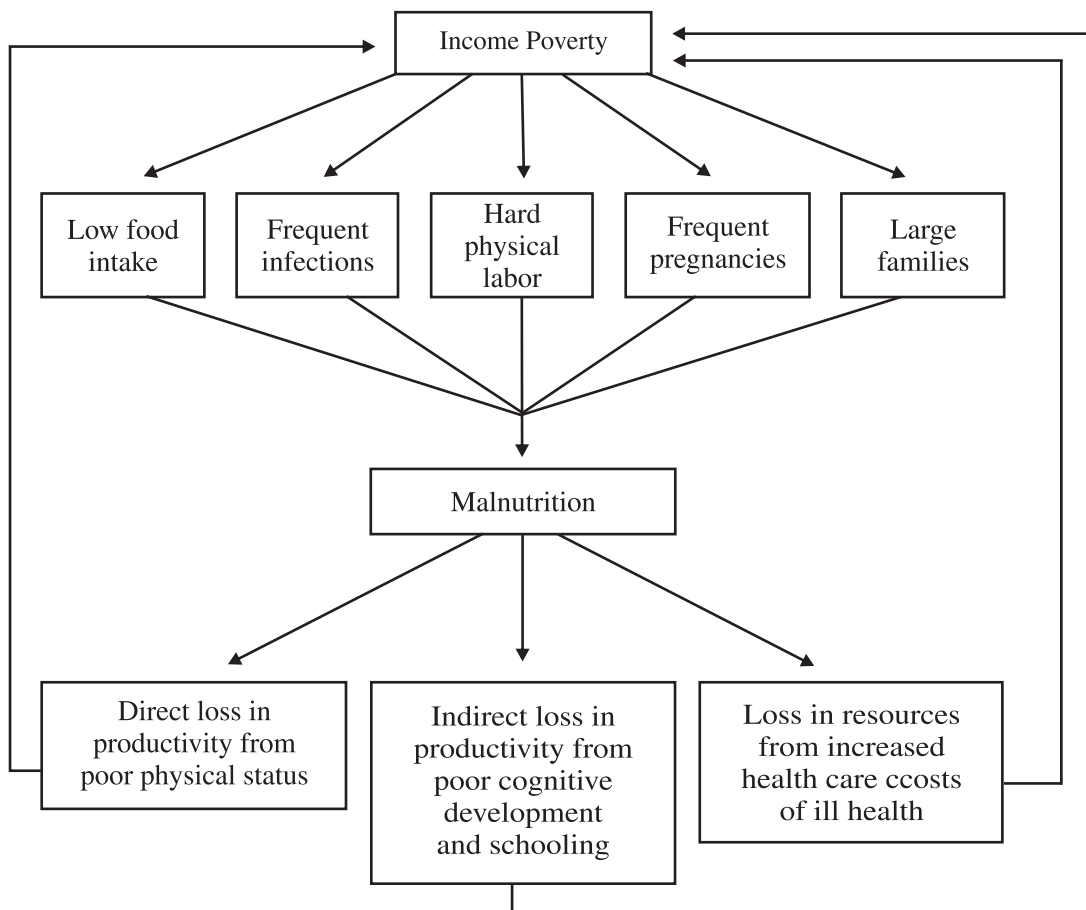 Income Poverty
Low food
intake
Frequent
infections
Hard
physical
labor
Frequent
pregnancies
Large
families
Malnutrition
Direct loss in
productivity from
poor physical status
Indirect loss in
productivity from
poor cognitive
development
and schooling
Loss in resources
from increased
health care ccosts
of ill health